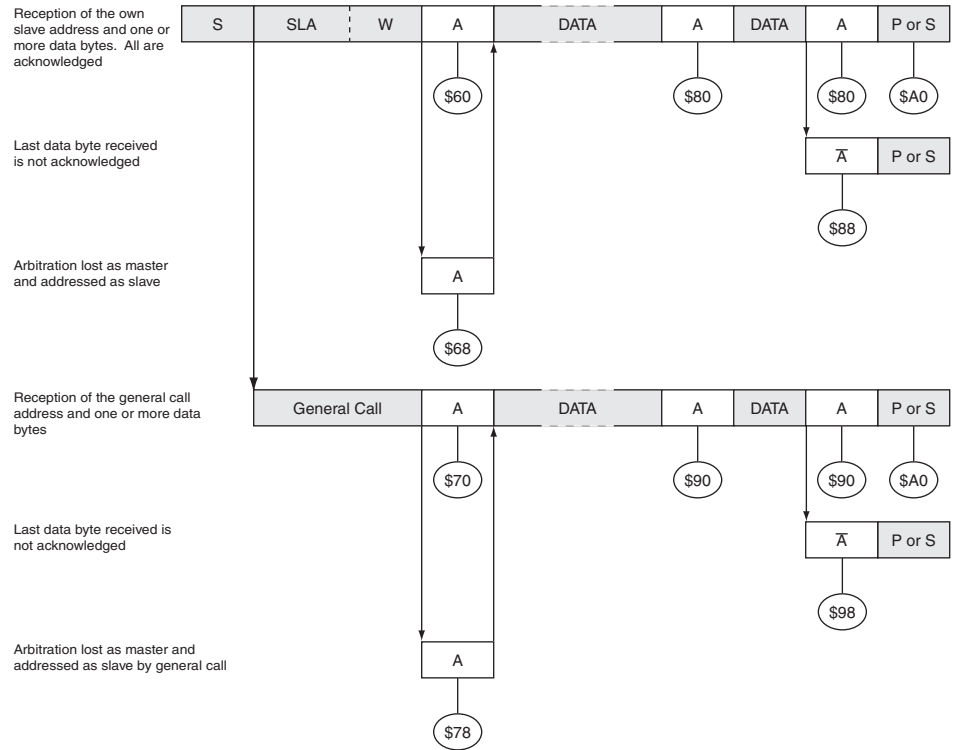 Reception of the own
slave address and one or
more data bytes. All are
acknowledged
S SLA W A DATA A DATA A P or S
$60 $80 $80 $A0
Last data byte received
is not acknowledged
A̅ P or S
$88
Arbitration lost as master
and addressed as slave
A
$68
Reception of the general call
address and one or more data
bytes
General Call A DATA A DATA A P or S
$70 $90 $90 $A0
Last data byte received is
not acknowledged
A̅ P or S
$98
Arbitration lost as master and
addressed as slave by general call
A
$78